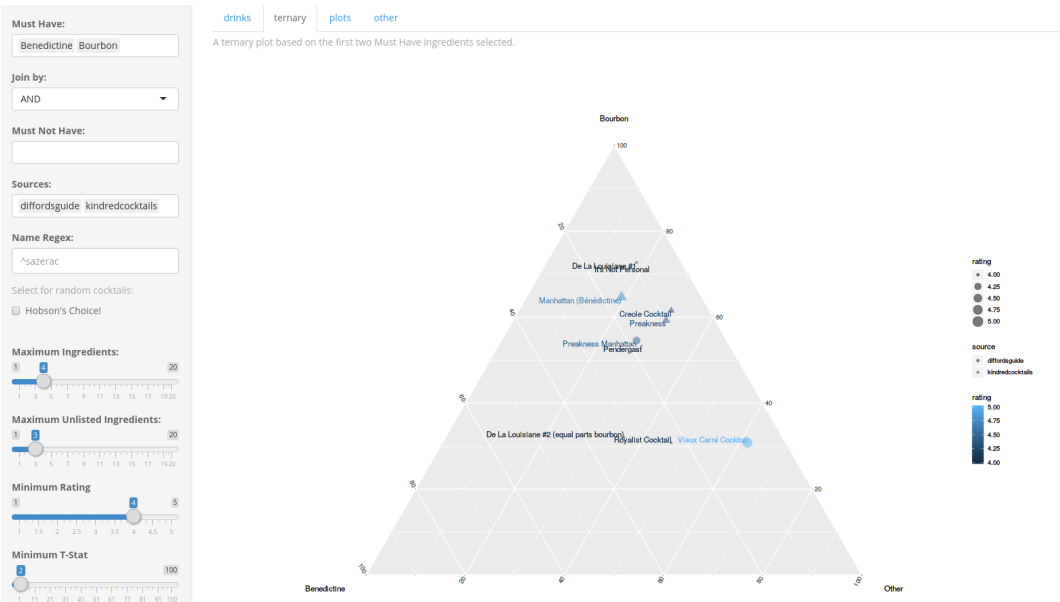 Must Have:
Benedictine Bourbon
Join by:
AND
Must Not Have:
Sources:
diffordsguide kindredcocktails
Name Regex:
^sazerac
Select for random cocktails:
Hobson's Choice!
Maximum Ingredients:
1 4 20
1 3 5 7 9 11 13 15 17 19 20
Maximum Unlisted Ingredients:
1 3 20
1 3 5 7 9 11 13 15 17 19 20
Minimum Rating
1 4 5
1 1.5 2 2.5 3 3.5 4 4.5 5
Minimum T-Stat
2 100
1 11 21 31 41 51 61 71 81 91 100
drinks ternary plots other
A ternary plot based on the first two Must Have ingredients selected.
Bourbon
100
20 80
De La Louisiane #1
It's Not Personal
Manhattan (Bénédictine)
Creole Cocktail
40 60
Preakness
Preakness Manhattan
Pendergast
60 40
De La Louisiane #2 (equal parts bourbon)
Royalist Cocktail
Vieux Carré Cocktail
80 20
100 20 40 60 80 100
Benedictine Other
rating
4.00
4.25
4.50
4.75
5.00
source
diffordsguide
kindredcocktails
rating
5.00
4.75
4.50
4.25
4.00